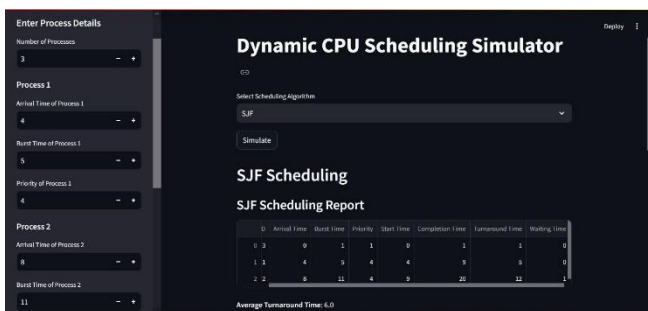 Enter Process Details
Number of Processes
3
Process 1
Arrival Time of Process 1
4
Burst Time of Process 1
5
Priority of Process 1
4
Process 2
Arrival Time of Process 2
8
Burst Time of Process 2
11
Deploy
Dynamic CPU Scheduling Simulator
Select Scheduling Algorithm
SJF
Simulate
SJF Scheduling
SJF Scheduling Report
D Arrival Time Burst Time Priority Start Time Completion Time Turnaround Time Waiting Time
0 3 0 1 1 0 1 1 0
1 1 4 5 4 4 9 5 0
2 2 8 11 4 9 20 12 1
Average Turnaround Time: 6.0